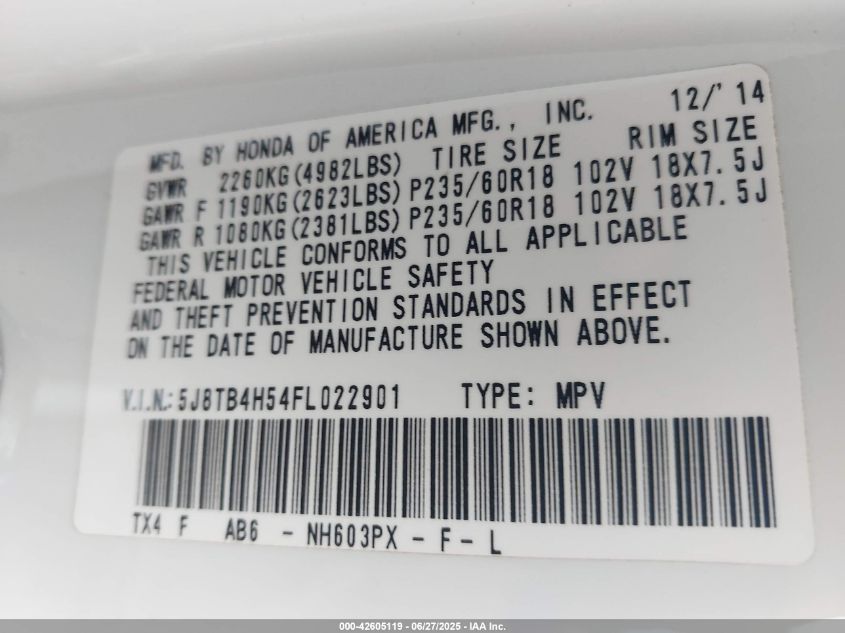 MFD. BY HONDA OF AMERICA MFG., INC. 12/'14
GVWR 2260KG(4982LBS) TIRE SIZE RIM SIZE
GAWR F 1190KG(2623LBS) P235/60R18 102V 18X7.5J
GAWR R 1080KG(2381LBS) P235/60R18 102V 18X7.5J
THIS VEHICLE CONFORMS TO ALL APPLICABLE
FEDERAL MOTOR VEHICLE SAFETY
AND THEFT PREVENTION STANDARDS IN EFFECT
ON THE DATE OF MANUFACTURE SHOWN ABOVE.
V.I.N.: 5J8TB4H54FL022901 TYPE: MPV
TX4 F AB6 - NH603PX - F - L
000-42605119 - 06/27/2025 - IAA Inc.